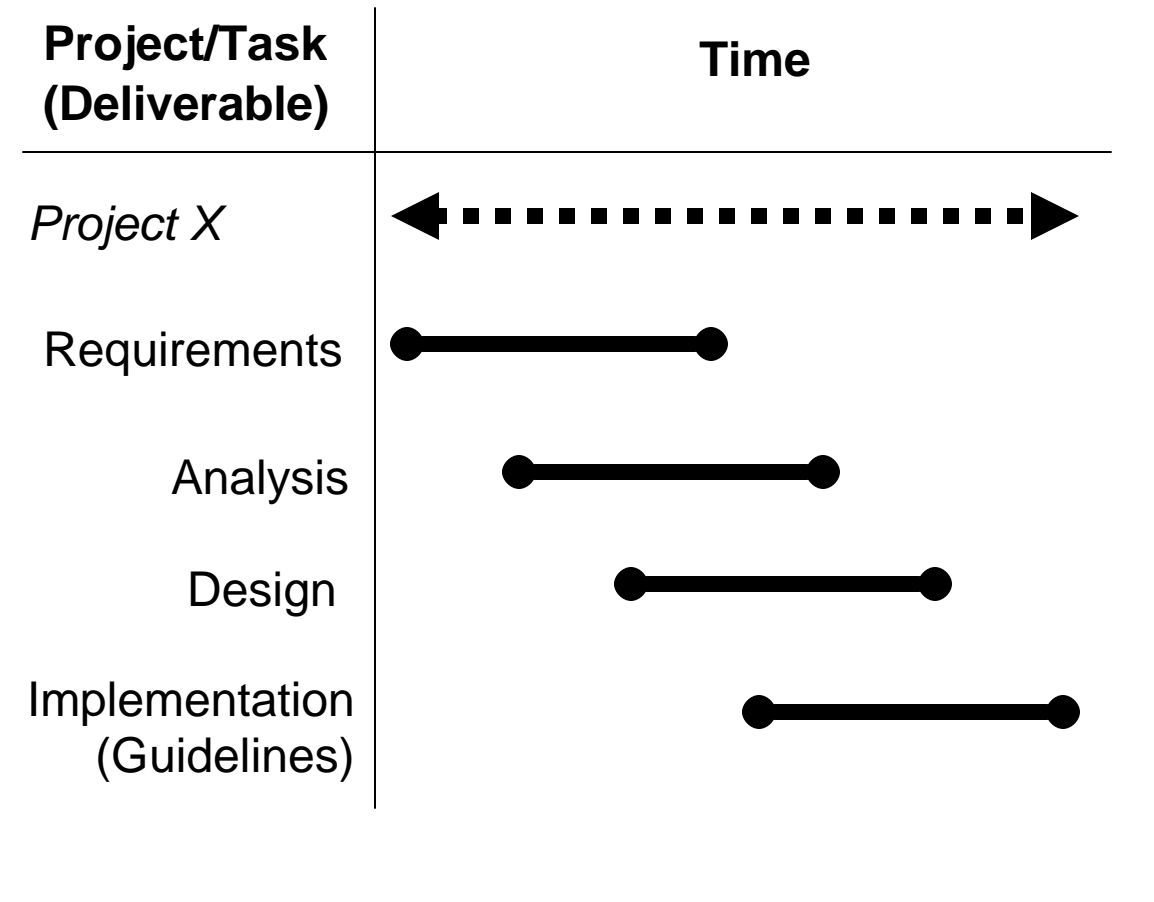 Project/Task
(Deliverable)
Time
Project X
Requirements
Analysis
Design
Implementation
(Guidelines)